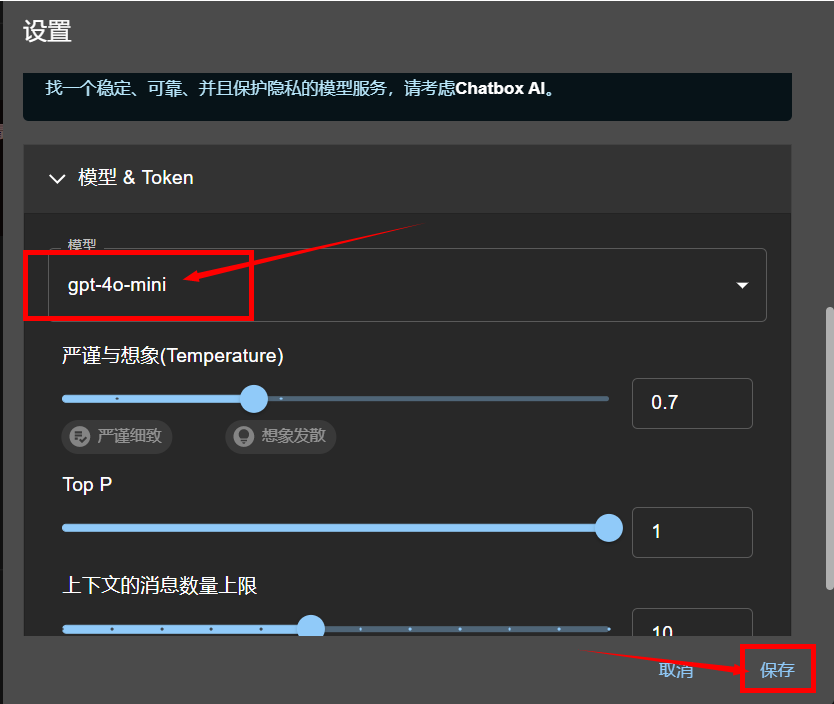 设置
找一个稳定、可靠、并且保护隐私的模型服务，请考虑Chatbox AI。
模型 & Token
模型
gpt-4o-mini
严谨与想象(Temperature)
0.7
严谨细致
想象发散
Top P
1
上下文的消息数量上限
10
取消
保存